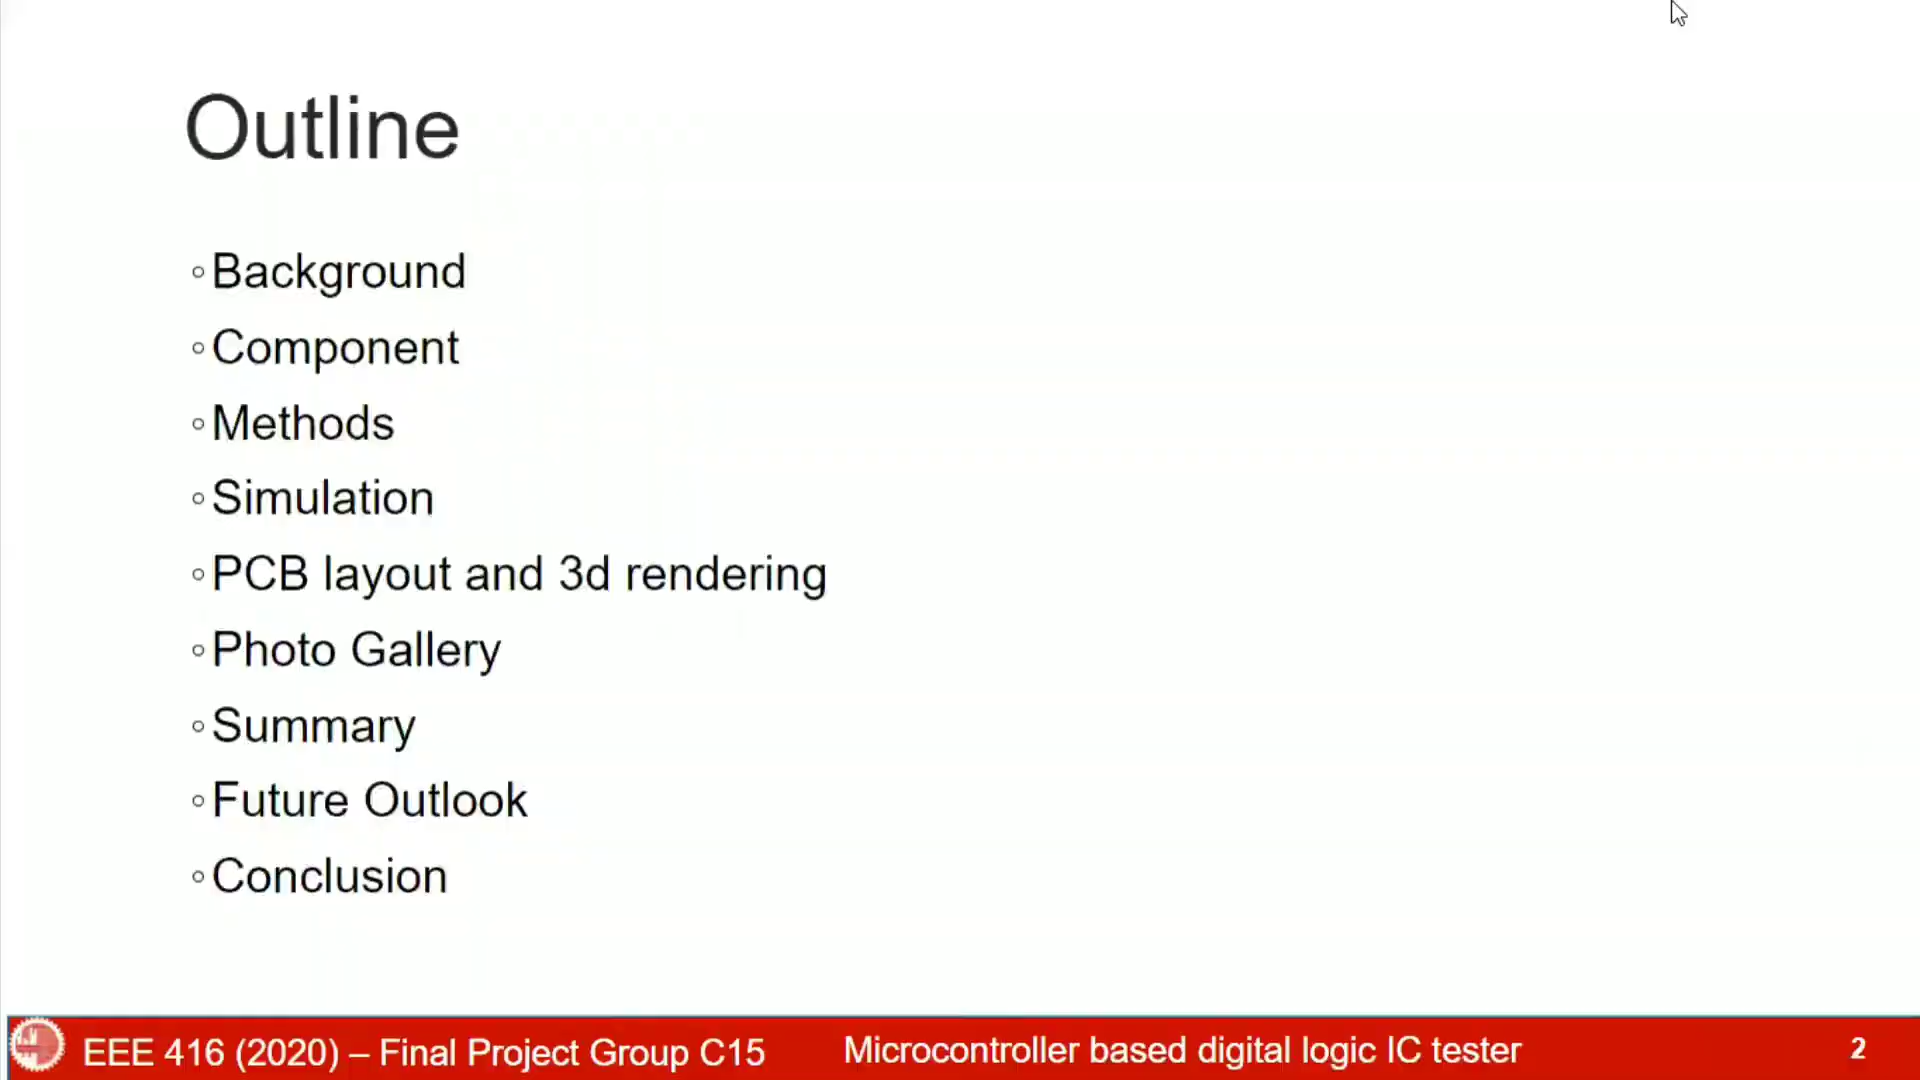 Outline
Background
Component
Methods
Simulation
PCB layout and 3d rendering
Photo Gallery
Summary
Future Outlook
Conclusion
EEE 416 (2020) – Final Project Group C15
Microcontroller based digital logic IC tester
2